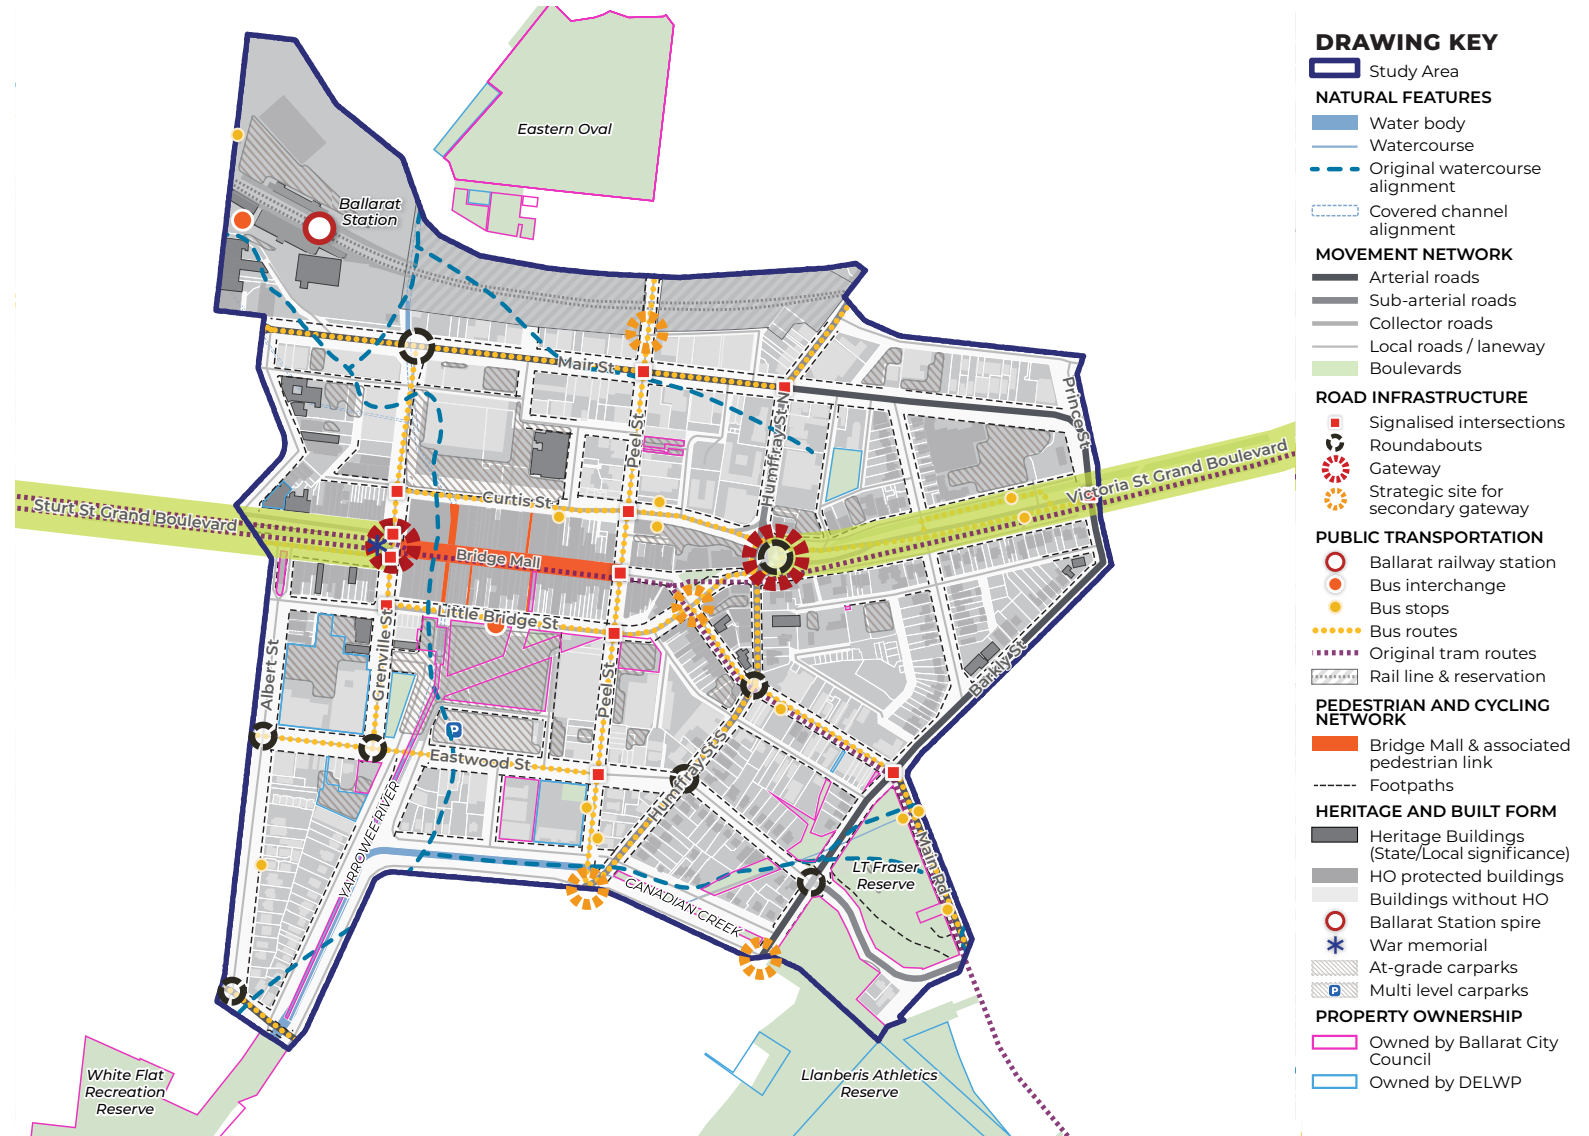 Eastern Oval
Ballarat
Station
Mair St
Prince St
Peel St
Humffray St N
Curtis St
Victoria St Grand Boulevard
Sturt St Grand Boulevard
Bridge Mall
Little Bridge St
Albert St
Grenville St
Peel St
Barkly St
P
Eastwood St
Humffray St S
YARROWEE RIVER
CANADIAN CREEK
LT Fraser
Reserve
Main Rd
White Flat
Recreation
Reserve
Llanberis Athletics
Reserve
DRAWING KEY
Study Area
NATURAL FEATURES
Water body
Watercourse
Original watercourse
alignment
Covered channel
alignment
MOVEMENT NETWORK
Arterial roads
Sub-arterial roads
Collector roads
Local roads / laneway
Boulevards
ROAD INFRASTRUCTURE
Signalised intersections
Roundabouts
Gateway
Strategic site for
secondary gateway
PUBLIC TRANSPORTATION
Ballarat railway station
Bus interchange
Bus stops
Bus routes
Original tram routes
Rail line & reservation
PEDESTRIAN AND CYCLING
NETWORK
Bridge Mall & associated
pedestrian link
Footpaths
HERITAGE AND BUILT FORM
Heritage Buildings
(State/Local significance)
HO protected buildings
Buildings without HO
Ballarat Station spire
War memorial
At-grade carparks
P
Multi level carparks
PROPERTY OWNERSHIP
Owned by Ballarat City
Council
Owned by DELWP